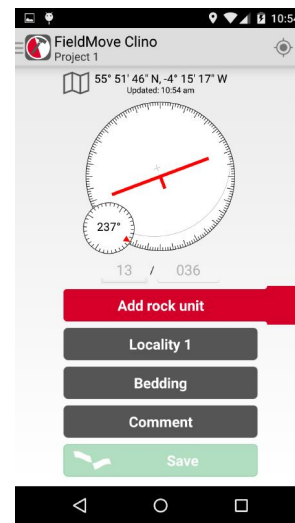 10:54
FieldMove Clino
Project 1
55° 51' 46" N, -4° 15' 17" W
Updated: 10:54 am
237°
13 / 036
Add rock unit
Locality 1
Bedding
Comment
Save